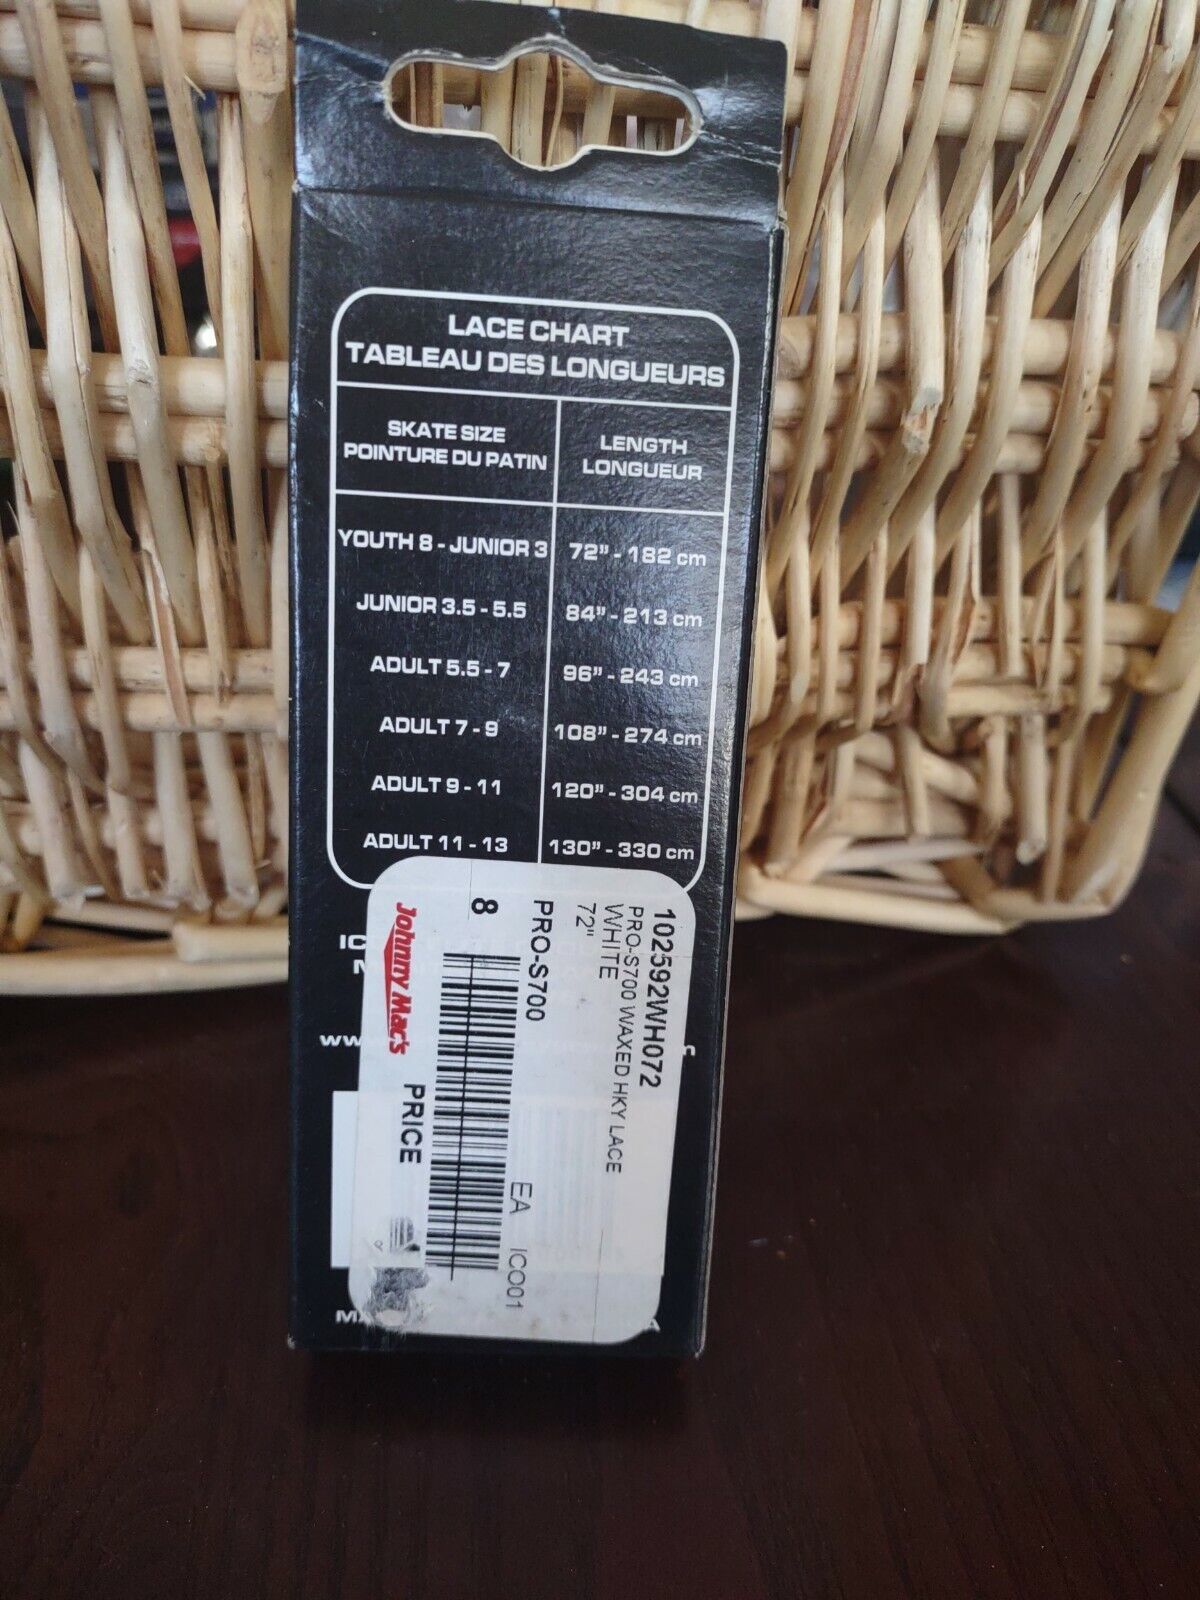 LACE CHART
TABLEAU DES LONGUEURS
SKATE SIZE
POINTURE DU PATIN
LENGTH
LONGUEUR
YOUTH 8 - JUNIOR 3 72" - 182 cm
JUNIOR 3.5 - 5.5 84" - 213 cm
ADULT 5.5 - 7 96" - 243 cm
ADULT 7 - 9 108" - 274 cm
ADULT 9 - 11 120" - 304 cm
ADULT 11 - 13 130" - 330 cm
102592WH072
PRO-S700 WAXED HKY LACE
WHITE
72"
PRO-S700
EA ICO01
8
Johnny Mac's
PRICE
www